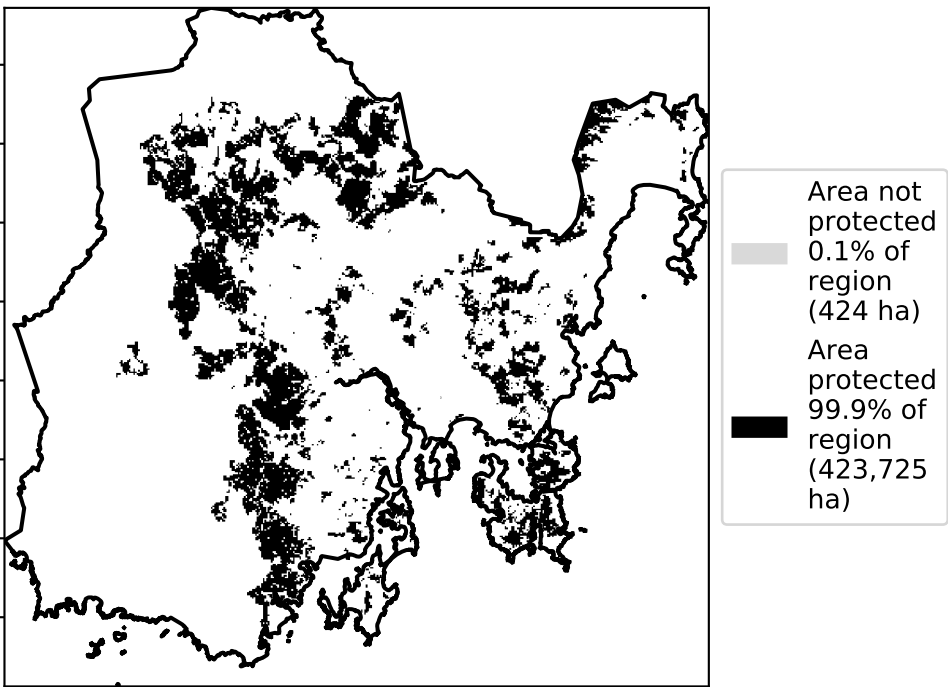 Area not
protected
0.1% of
region
(424 ha)
Area
protected
99.9% of
region
(423,725
ha)